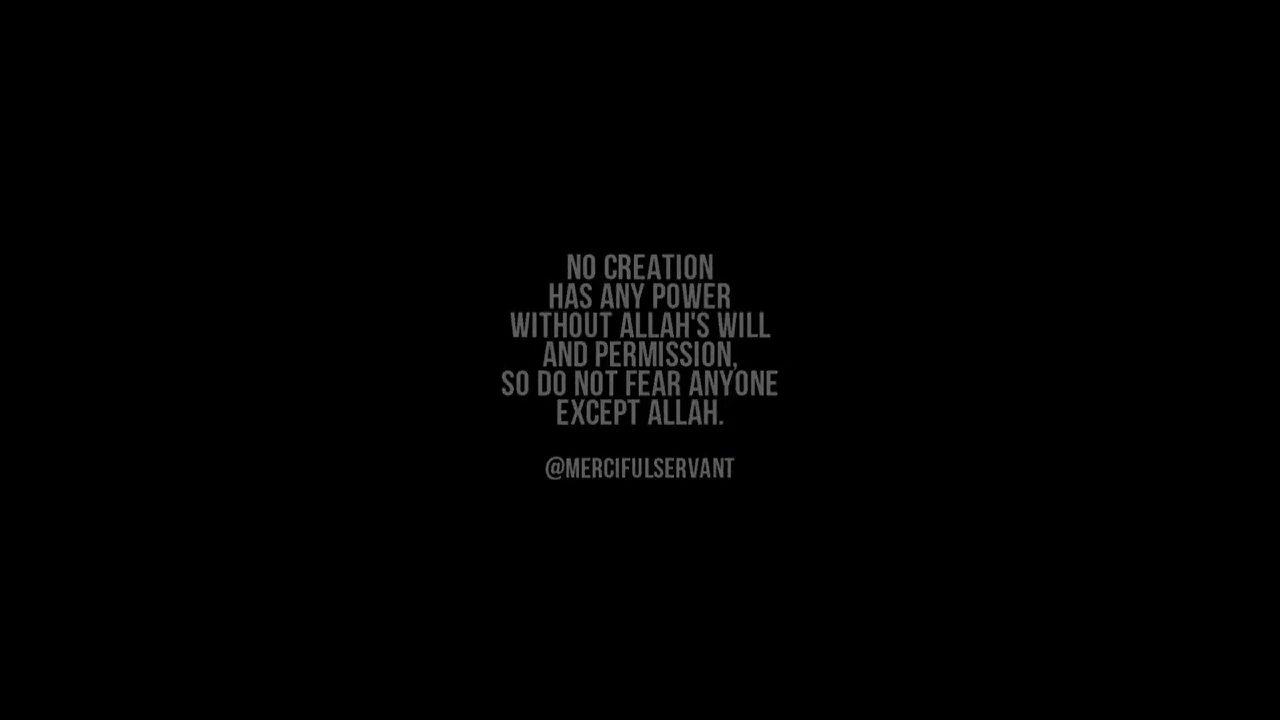 NO CREATION
HAS ANY POWER
WITHOUT ALLAH'S WILL
AND PERMISSION,
SO DO NOT FEAR ANYONE
EXCEPT ALLAH.
@MERCIFULSERVANT